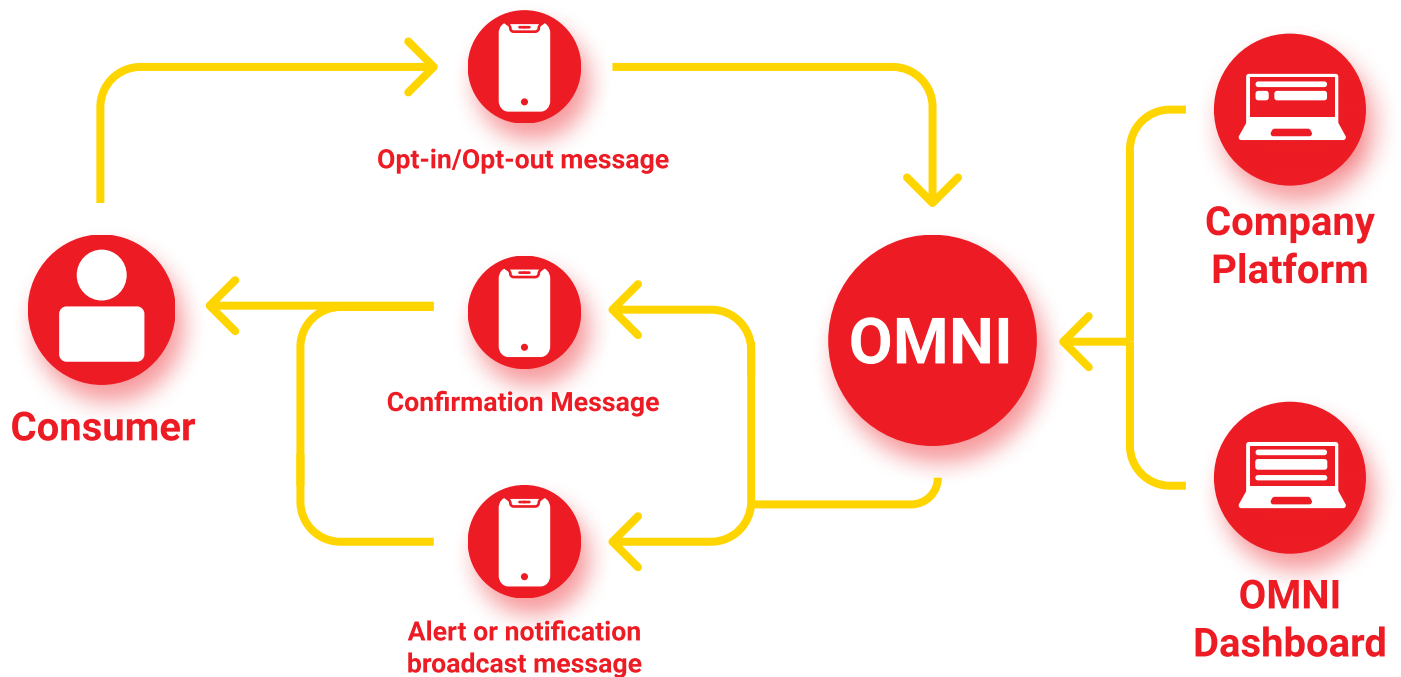 Opt-in/Opt-out message
Company
Platform
OMNI
Confirmation Message
Consumer
OMNI
Dashboard
Alert or notification
broadcast message